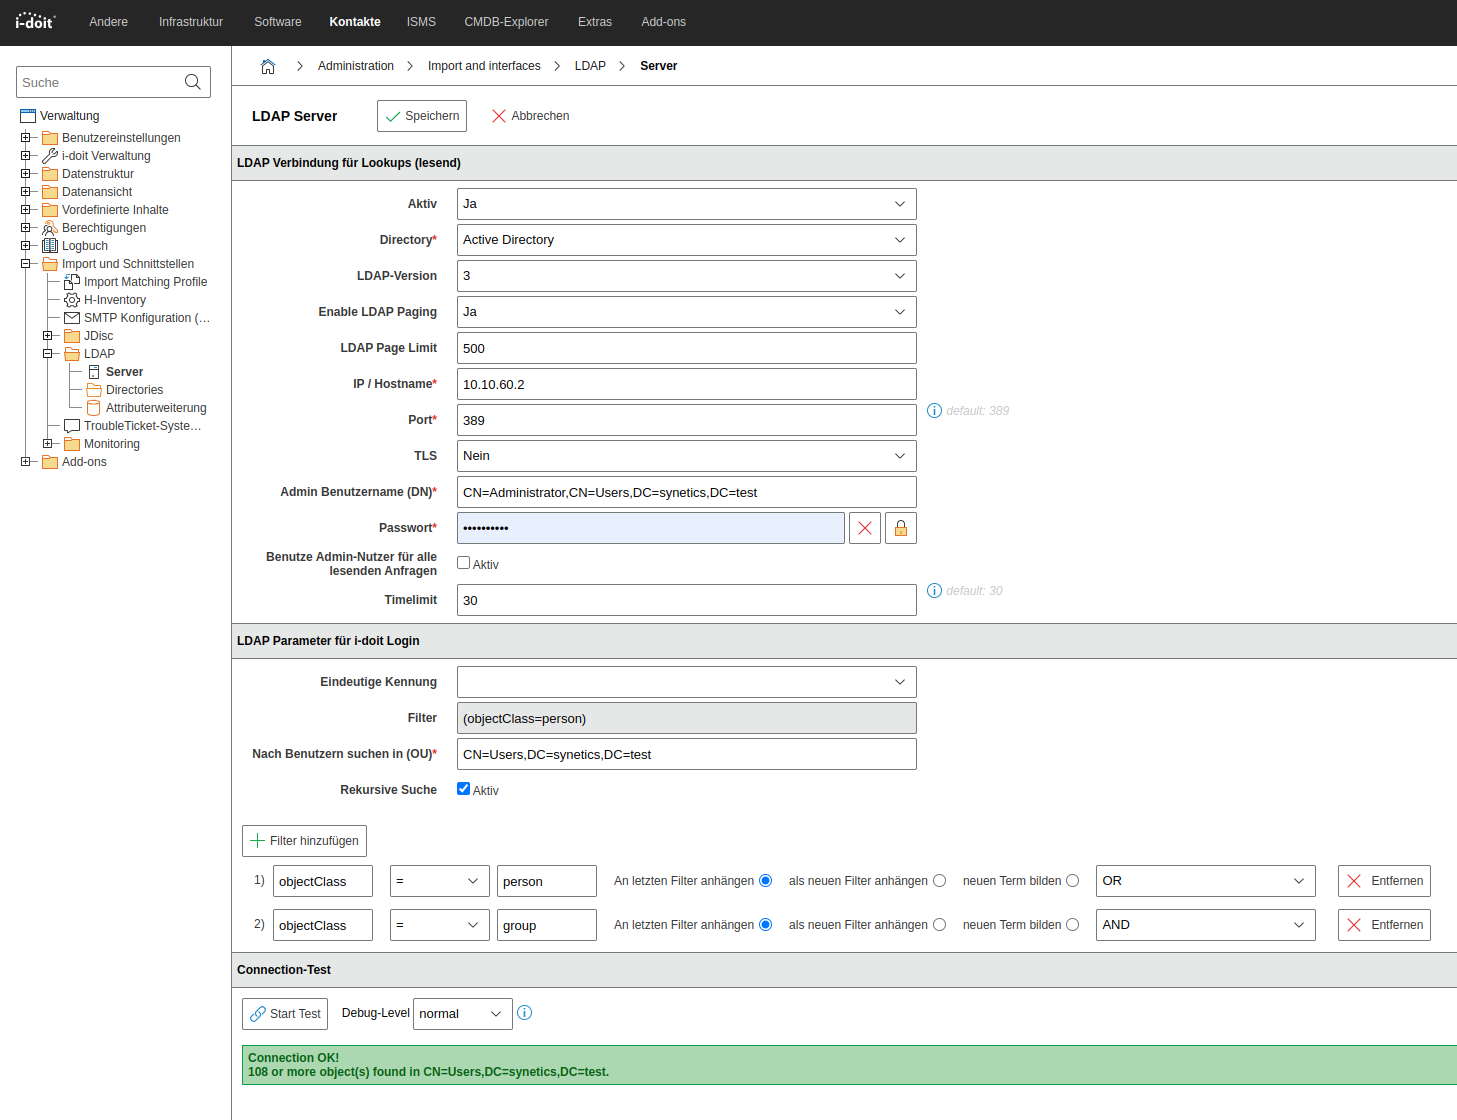 i-doit
Andere Infrastruktur Software Kontakte ISMS CMDB-Explorer Extras Add-ons
Suche
Verwaltung
Benutzereinstellungen
i-doit Verwaltung
Datenstruktur
Datenansicht
Vordefinierte Inhalte
Berechtigungen
Logbuch
Import und Schnittstellen
Import Matching Profile
H-Inventory
SMTP Konfiguration (...
JDisc
LDAP
Server
Directories
Attributerweiterung
TroubleTicket-Syste...
Monitoring
Add-ons
Administration Import and interfaces LDAP Server
LDAP Server Speichern Abbrechen
LDAP Verbindung für Lookups (lesend)
Aktiv Ja
Directory* Active Directory
LDAP-Version 3
Enable LDAP Paging Ja
LDAP Page Limit 500
IP / Hostname* 10.10.60.2
Port* 389 default: 389
TLS Nein
Admin Benutzername (DN)* CN=Administrator,CN=Users,DC=synetics,DC=test
Passwort* ••••••••••
Benutze Admin-Nutzer für alle
lesenden Anfragen Aktiv
Timelimit 30 default: 30
LDAP Parameter für i-doit Login
Eindeutige Kennung
Filter (objectClass=person)
Nach Benutzern suchen in (OU)* CN=Users,DC=synetics,DC=test
Rekursive Suche Aktiv
Filter hinzufügen
1) objectClass = person An letzten Filter anhängen als neuen Filter anhängen neuen Term bilden OR Entfernen
2) objectClass = group An letzten Filter anhängen als neuen Filter anhängen neuen Term bilden AND Entfernen
Connection-Test
Start Test Debug-Level normal
Connection OK!
108 or more object(s) found in CN=Users,DC=synetics,DC=test.